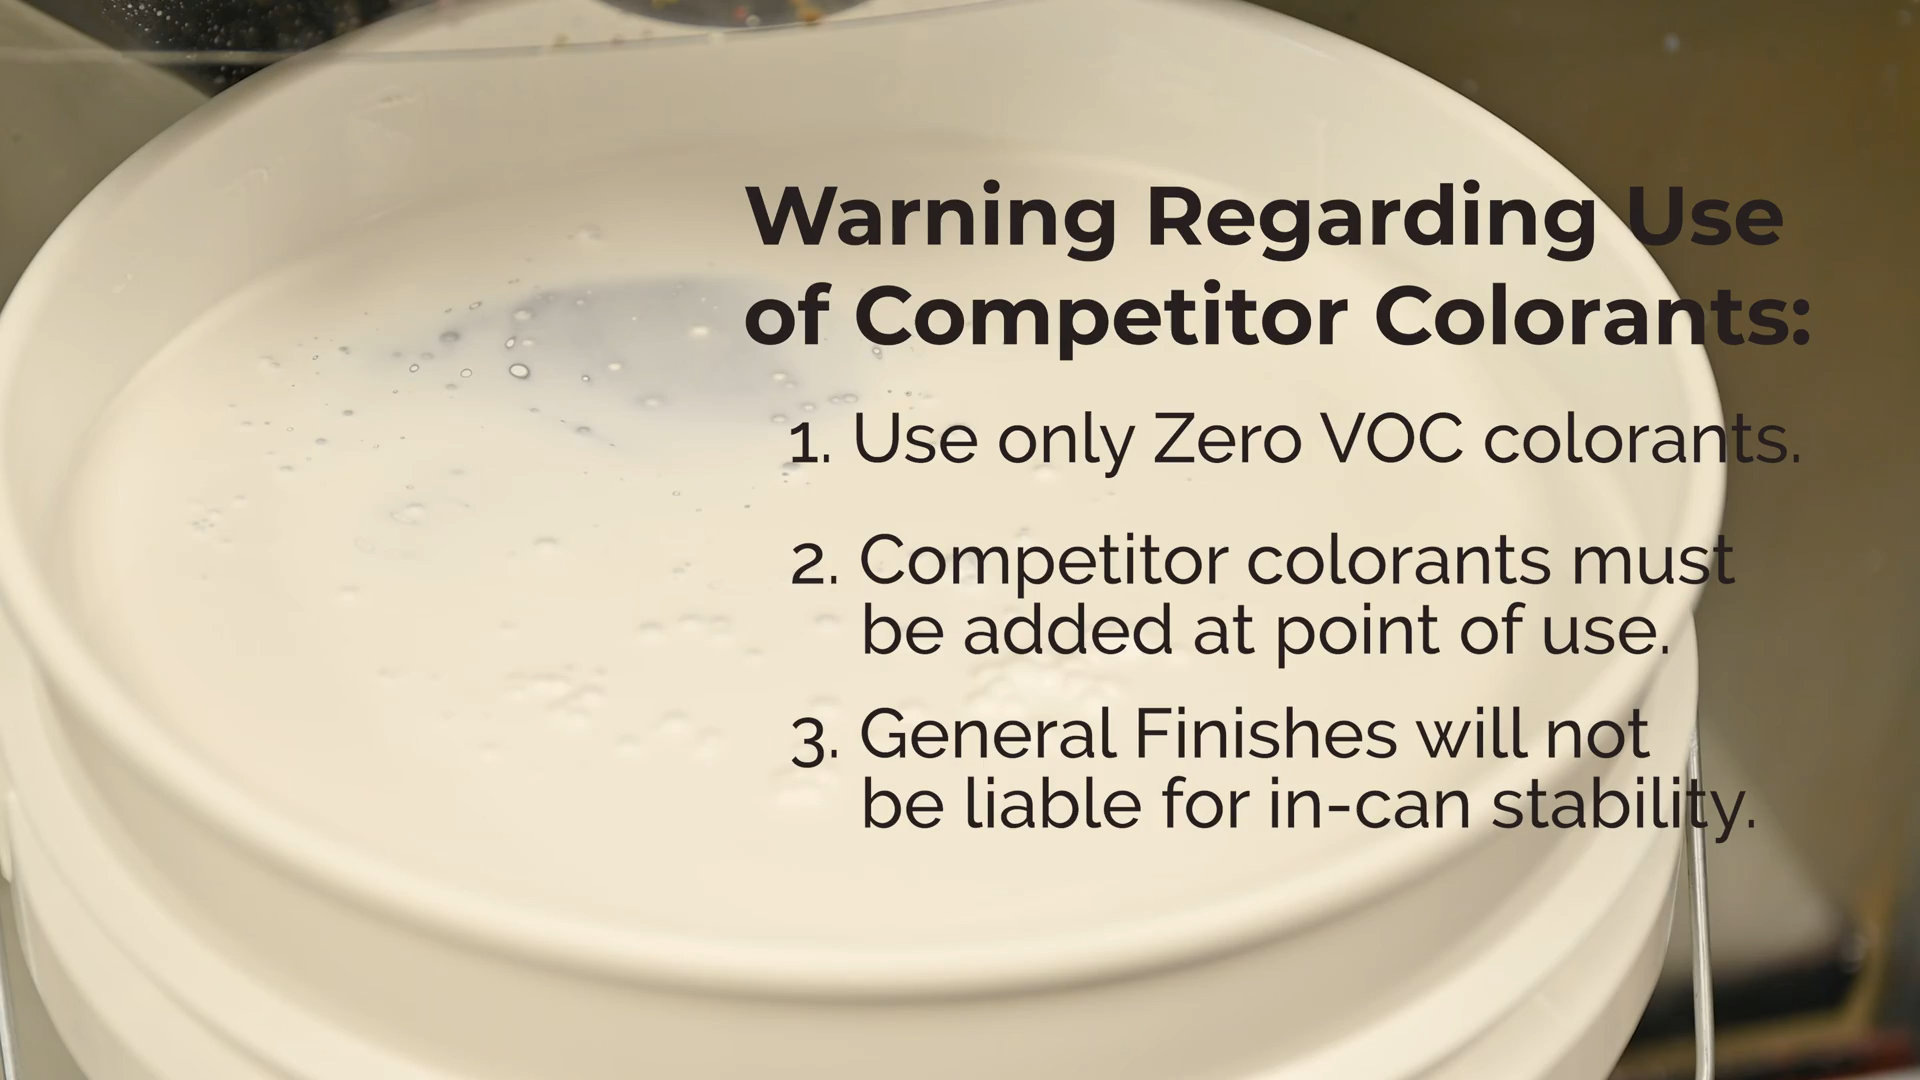 Warning Regarding Use
of Competitor Colorants:
1. Use only Zero VOC colorants.
2. Competitor colorants must
be added at point of use.
3. General Finishes will not
be liable for in-can stability.